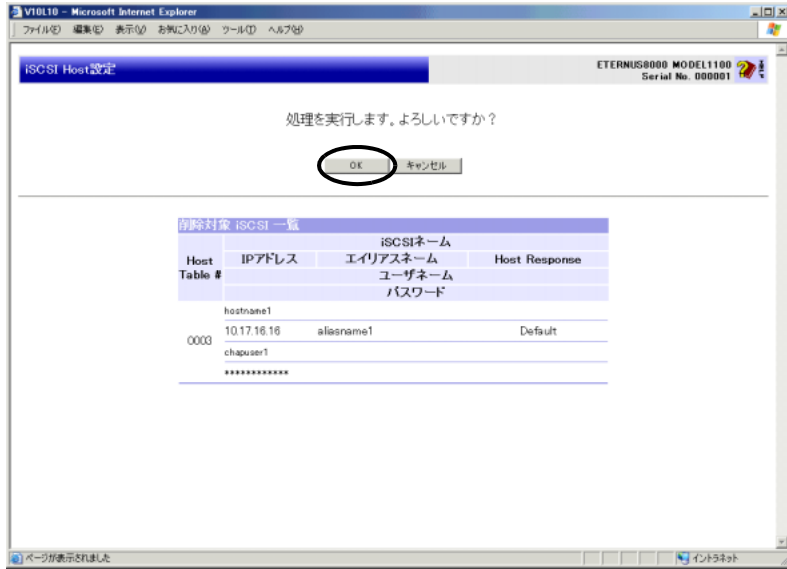 V10L10 - Microsoft Internet Explorer
ファイル(F) 編集(E) 表示(V) お気に入り(A) ツール(T) ヘルプ(H)
iSCSI Host設定
ETERNUS8000 MODEL1100
Serial No. 000001
処理を実行します。よろしいですか？
OK キャンセル
削除対象 iSCSI 一覧
Host Table #
iSCSIネーム
IPアドレス エイリアスネーム Host Response
ユーザネーム
パスワード
0003
hostname1
10.17.16.16 aliasname1 Default
chapuser1
************
ページが表示されました
イントラネット